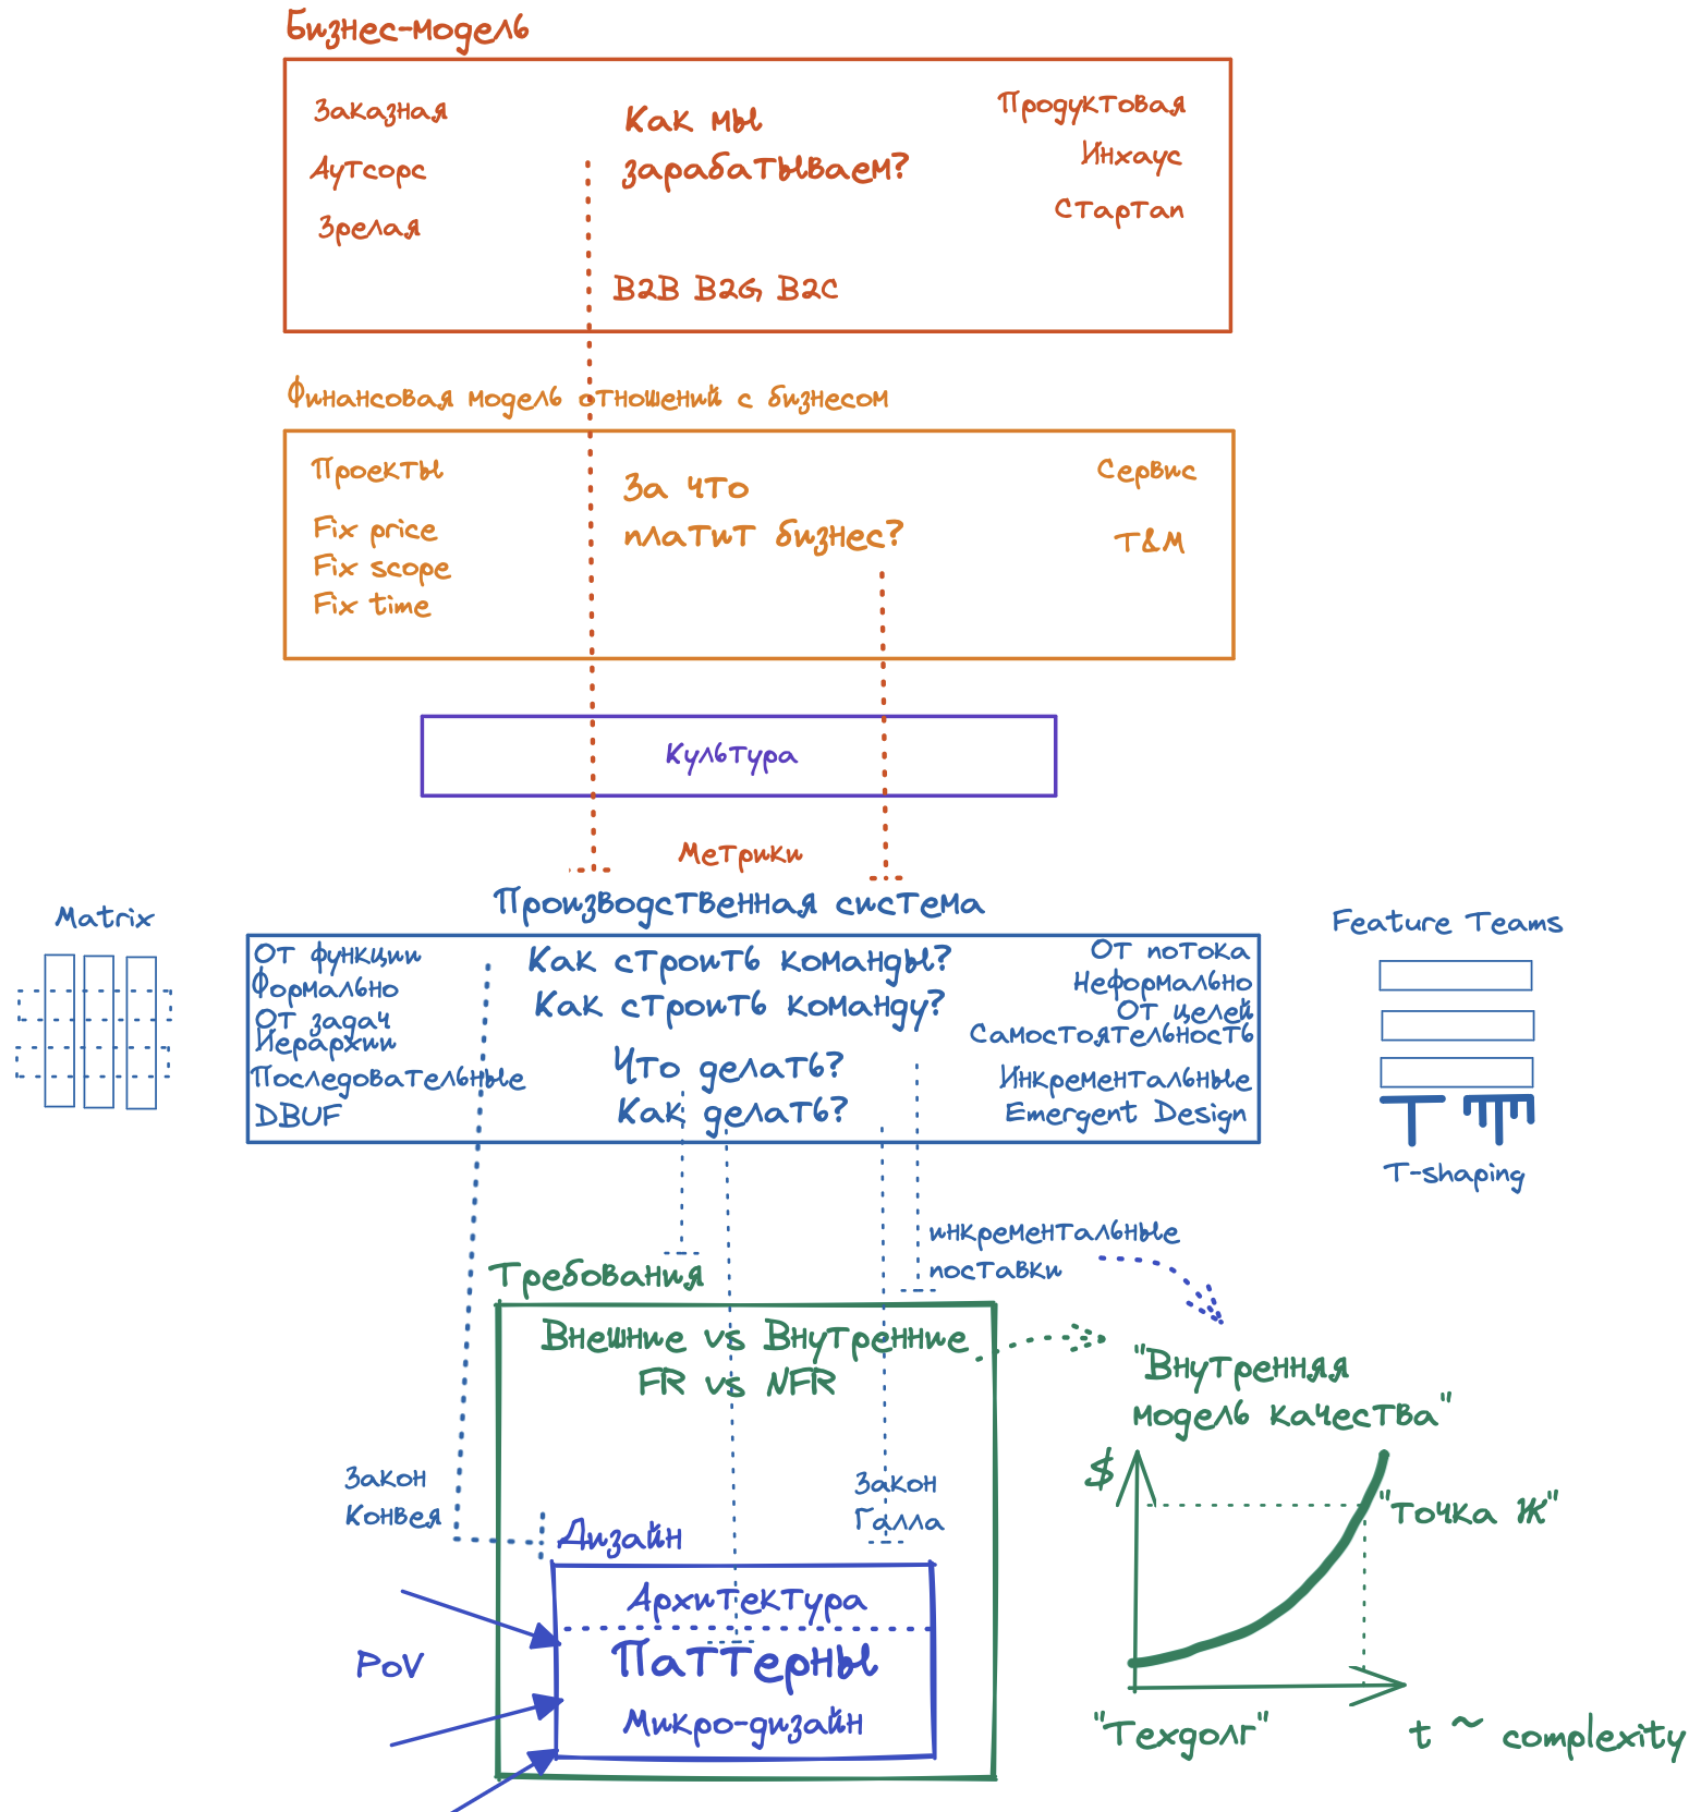 Бизнес-модель
Заказная
Аутсорс
Зрелая
Как мы
зарабатываем?
B2B B2G, B2C
Продуктовая
Инхаус
Стартап
Финансовая модель отношений с бизнесом
Проекты
Fix price
Fix scope
Fix time
За что
платит бизнес?
Сервис
T&M
Культура
Метрики
Производственная система
Matrix
От функции
Формально
От задач
Иерархии
Последовательные
DBUF
Как строить команды?
Как строить команду?
Что делать?
Как делать?
От потока
Неформально
От целей
Самостоятельность
Инкрементальные
Emergent Design
Feature Teams
T-shaping
инкрементальные
поставки
Требования
Внешние vs Внутренние
FR vs NFR
Закон
Конвея
Закон
Галла
Дизайн
Архитектура
Паттерны
Микро-дизайн
PoV
"Внутренняя
модель качества"
$
"Точка Ж"
"Техдолг"
t ~ complexity